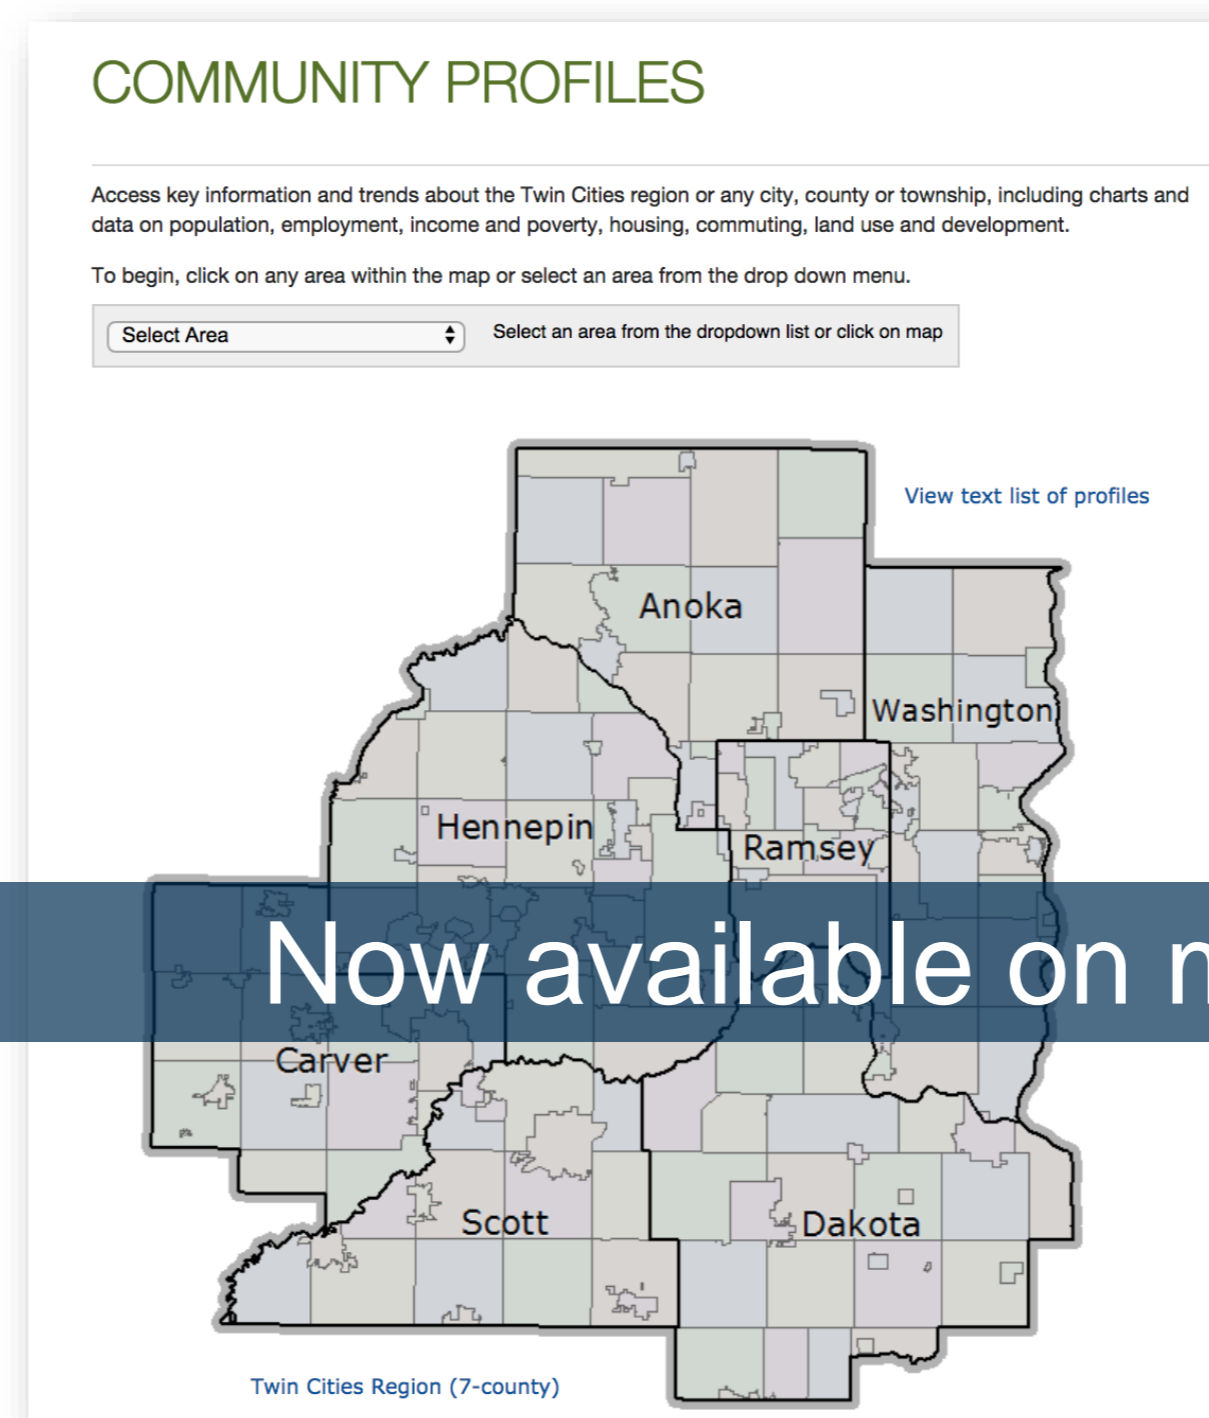 COMMUNITY PROFILES
Access key information and trends about the Twin Cities region or any city, county or township, including charts and
data on population, employment, income and poverty, housing, commuting, land use and development.
To begin, click on any area within the map or select an area from the drop down menu.
Select Area
Select an area from the dropdown list or click on map
View text list of profiles
Anoka
Washington
Hennepin
Ramsey
Now available on
Carver
Scott
Dakota
Twin Cities Region (7-county)